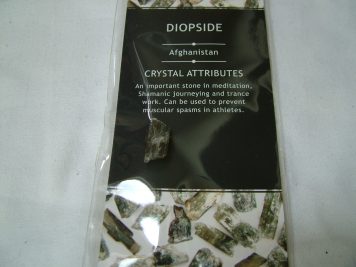 DIOPSIDE
Afghanistan
CRYSTAL ATTRIBUTES
An important stone in meditation,
Shamanic journeying and trance
work. Can be used to prevent
muscular spasms in athletes.